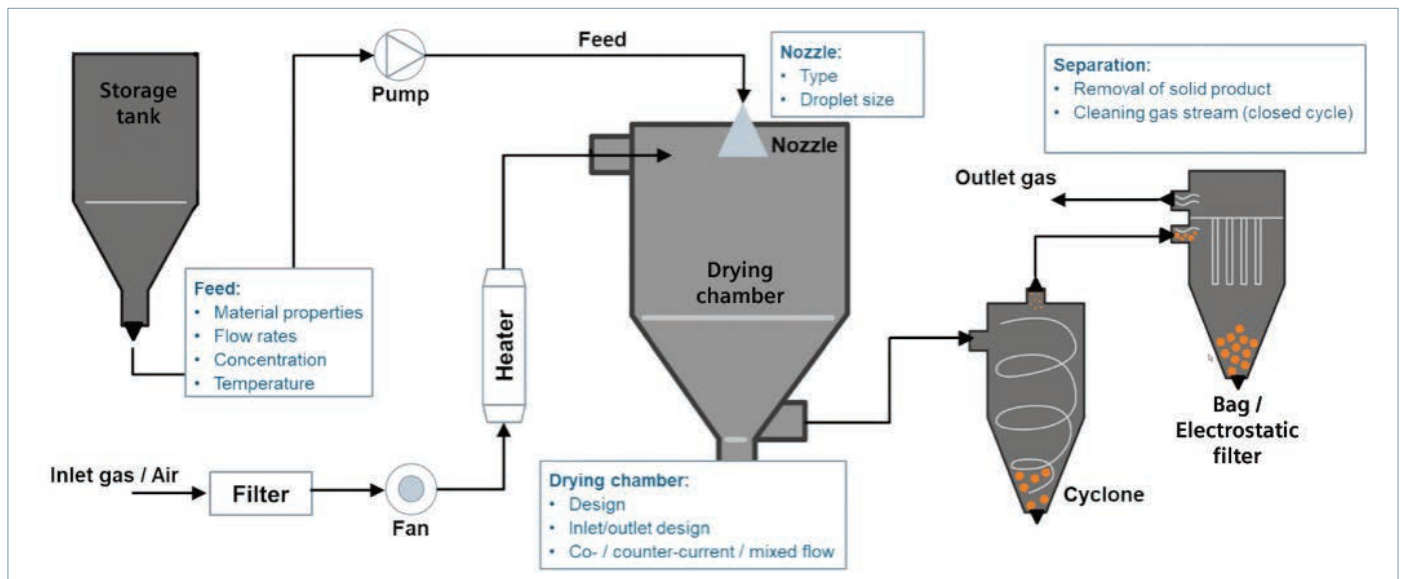 Storage
tank
Pump
Feed
Nozzle:
• Type
• Droplet size
Nozzle
Separation:
• Removal of solid product
• Cleaning gas stream (closed cycle)
Outlet gas
Feed:
• Material properties
• Flow rates
• Concentration
• Temperature
Heater
Drying
chamber
Inlet gas / Air
Filter
Fan
Drying chamber:
• Design
• Inlet/outlet design
• Co- / counter-current / mixed flow
Cyclone
Bag /
Electrostatic
filter